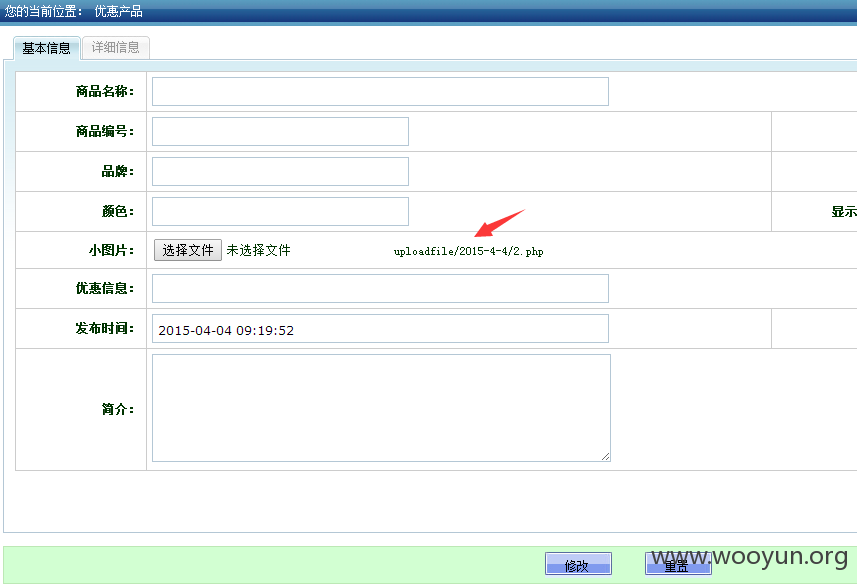 您的当前位置： 优惠产品
基本信息 详细信息
商品名称：
商品编号：
品牌：
颜色： 显示
小图片： 选择文件 未选择文件 uploadfile/2015-4-4/2.php
优惠信息：
发布时间： 2015-04-04 09:19:52
简介：
修改 重置
www.wooyun.org